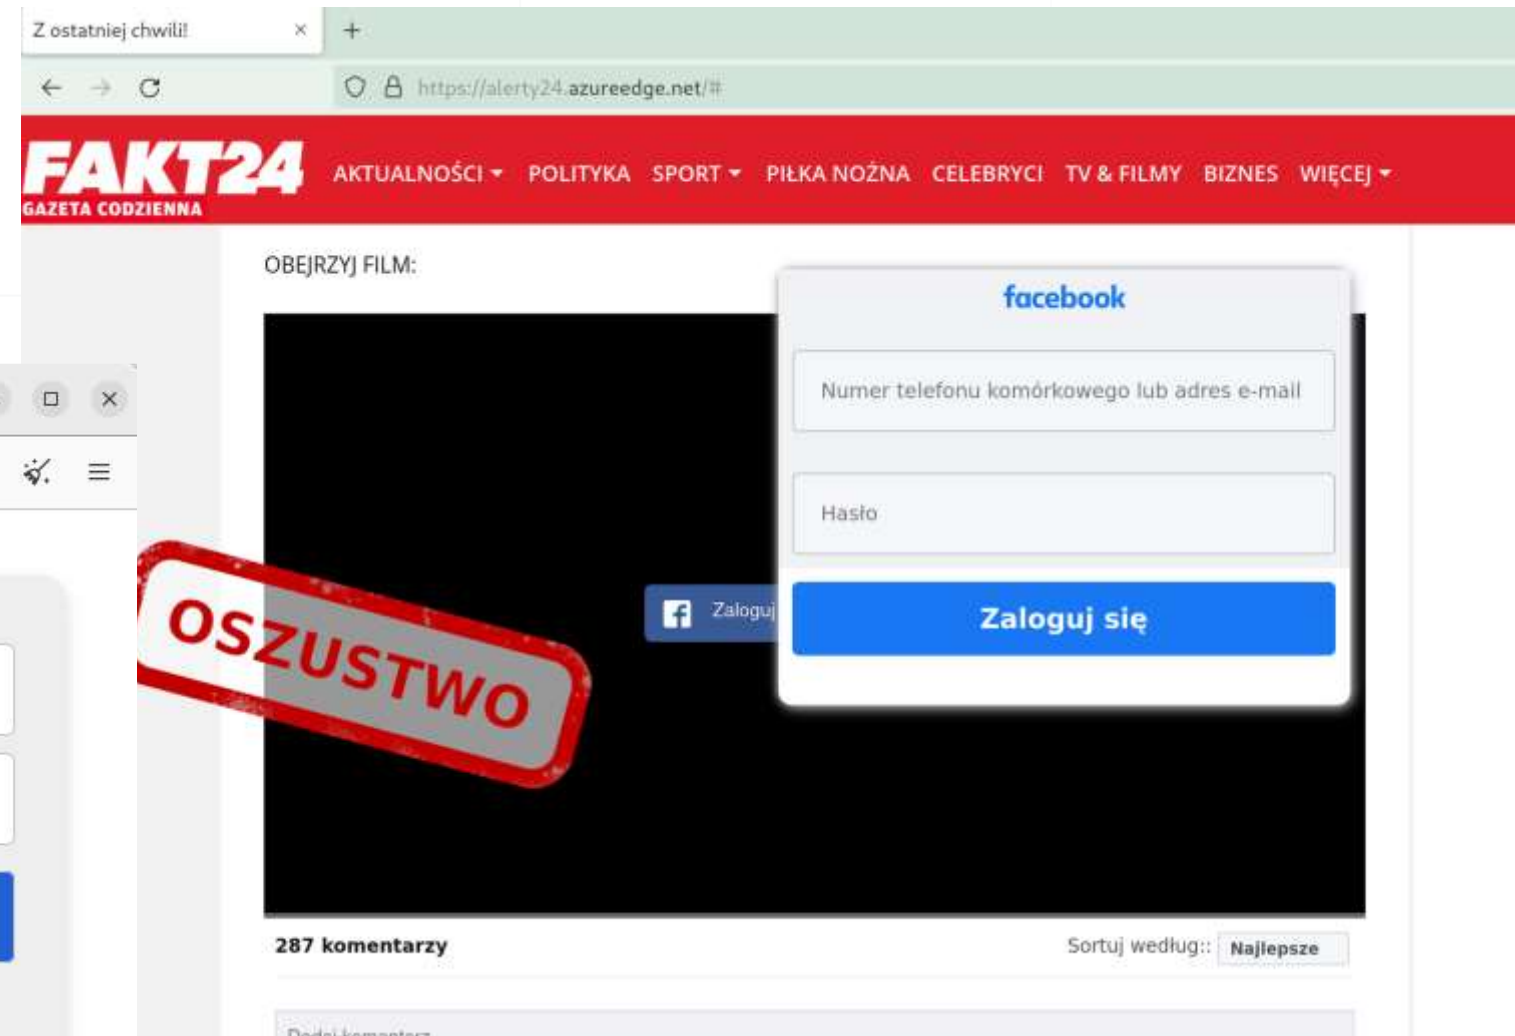 Z ostatniej chwili!
https://alerty24.azureedge.net/#
FAKT24
GAZETA CODZIENNA
AKTUALNOŚCI POLITYKA SPORT PIŁKA NOŻNA CELEBRYCI TV & FILMY BIZNES WIĘCEJ
OBEJRZYJ FILM:
facebook
Numer telefonu komórkowego lub adres e-mail
Hasło
Zaloguj
Zaloguj się
OSZUSTWO
287 komentarzy
Sortuj według:: Najlepsze
Dodaj komentarz